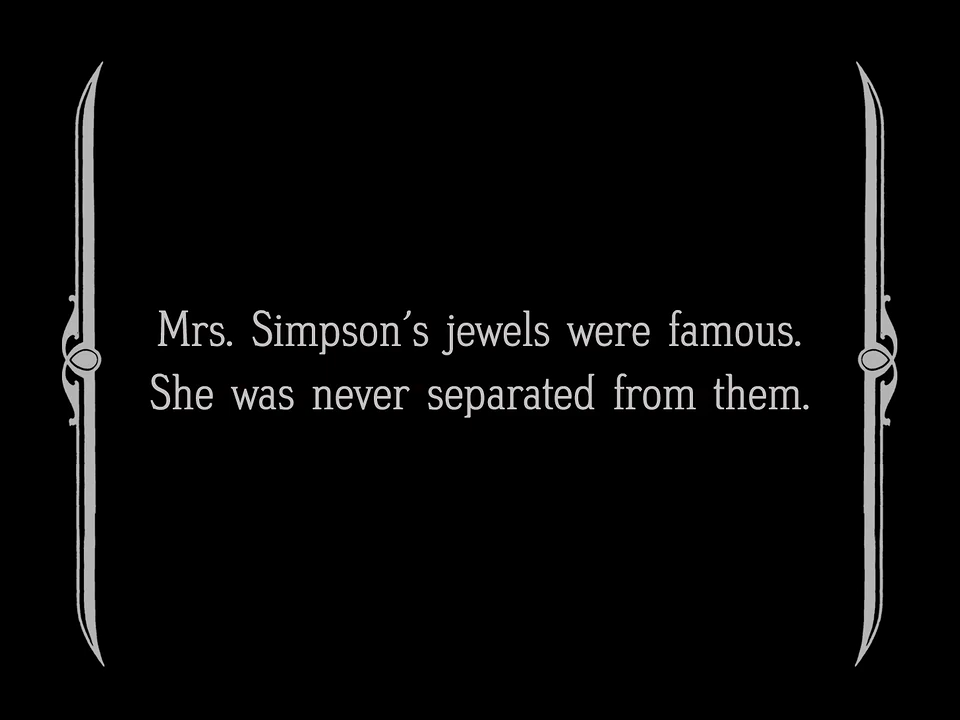 Mrs. Simpson’s jewels were famous.
She was never separated from them.